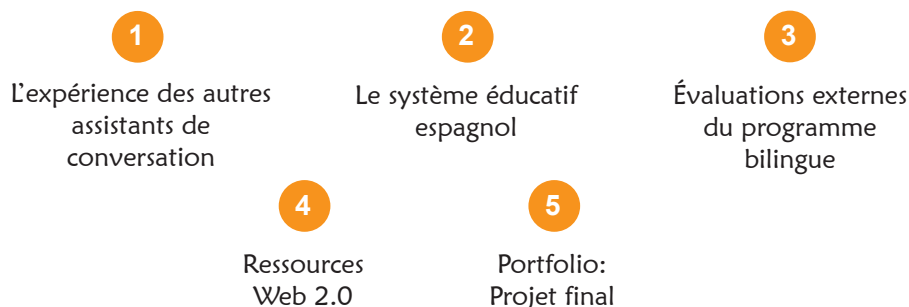 1
L'expérience des autres
assistants de
conversation
2
Le système éducatif
espagnol
3
Évaluations externes
du programme
bilingue
4
Ressources
Web 2.0
5
Portfolio:
Projet final